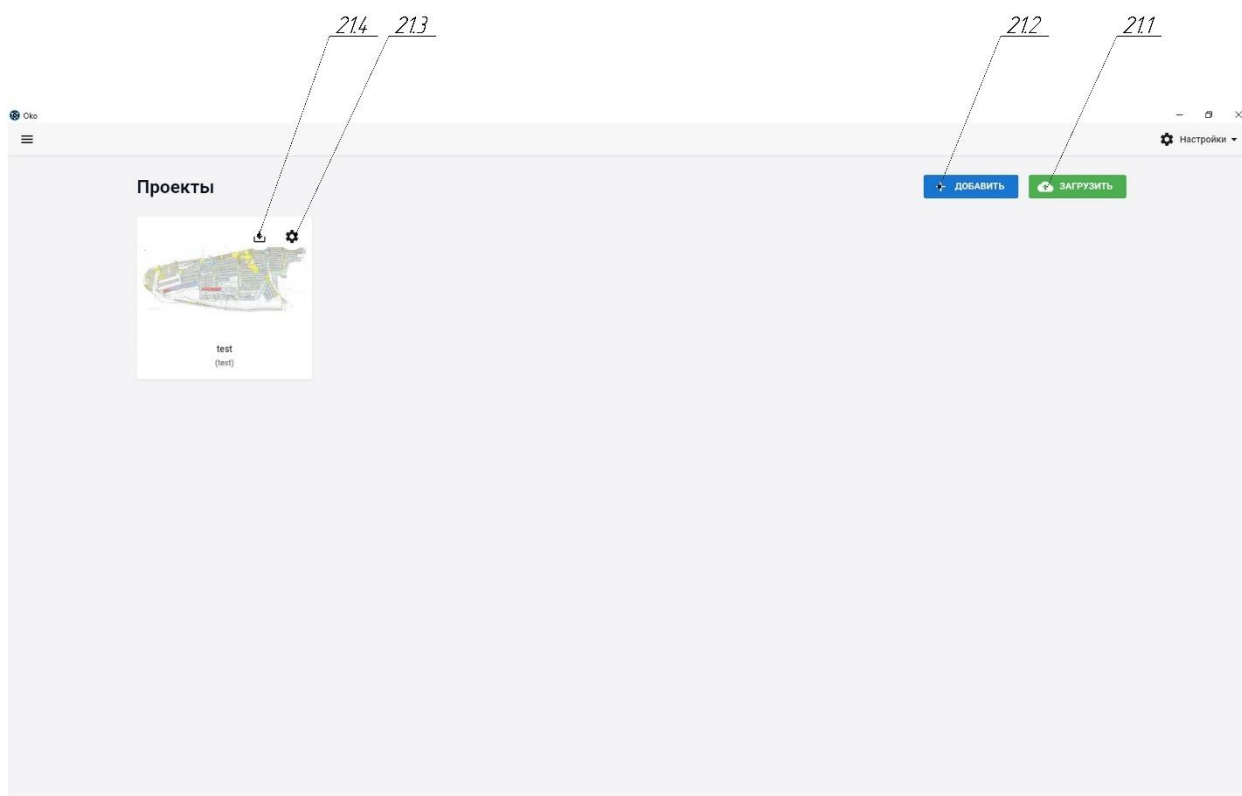 21.4 21.3 21.2 21.1
Oko
Настройки
Проекты
ДОБАВИТЬ
ЗАГРУЗИТЬ
test
(test)